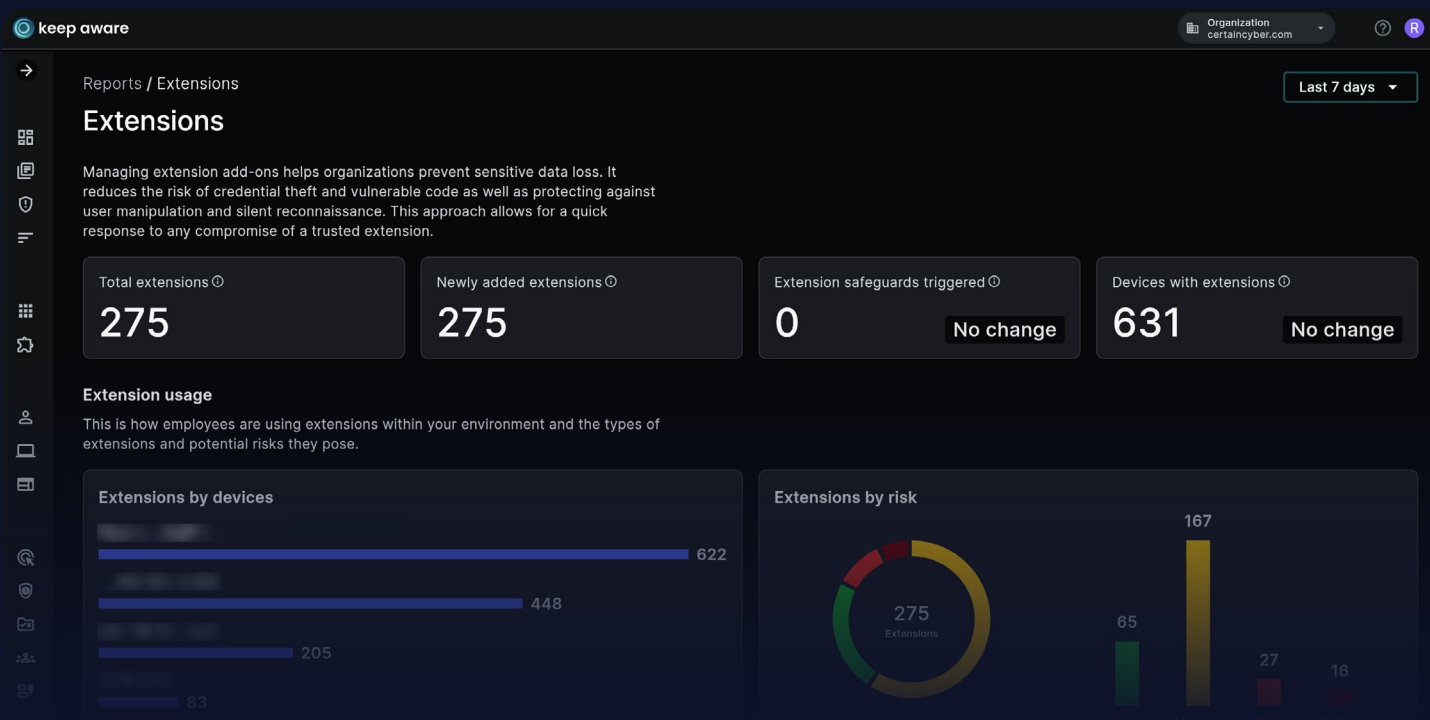 keep aware
Organization
certaincyber.com
R
Reports / Extensions
Last 7 days
Extensions
Managing extension add-ons helps organizations prevent sensitive data loss. It
reduces the risk of credential theft and vulnerable code as well as protecting against
user manipulation and silent reconnaissance. This approach allows for a quick
response to any compromise of a trusted extension.
Total extensions
275
Newly added extensions
275
Extension safeguards triggered
0
No change
Devices with extensions
631
No change
Extension usage
This is how employees are using extensions within your environment and the types of
extensions and potential risks they pose.
Extensions by devices
622
448
205
83
Extensions by risk
275
Extensions
65
167
27
16